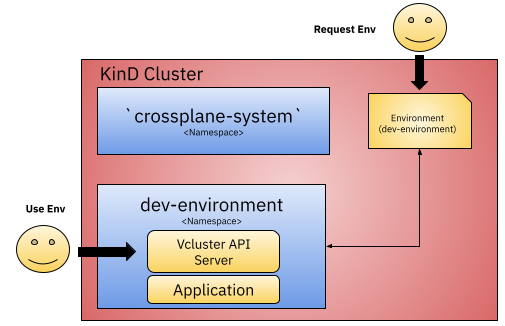 Request Env
KinD Cluster
`crossplane-system`
<Namespace>
Environment
(dev-environment)
dev-environment
<Namespace>
Use Env
Vcluster API
Server
Application